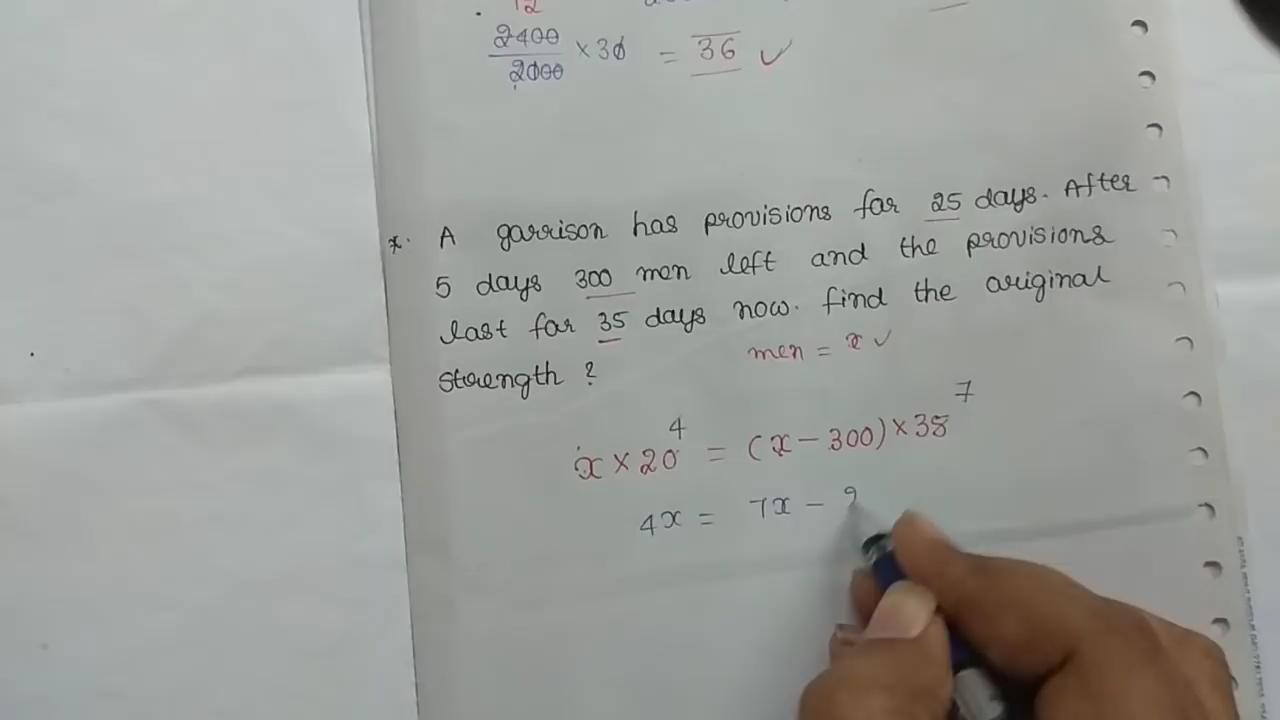 12
2400
2000
× 30 = 36 ✓
*. A garrison has provisions for 25 days. After
5 days 300 men left and the provisions
last for 35 days now. find the original
strength ?
men = x ✓
4 7
x × 20 = (x - 300) × 35
4x = 7x -